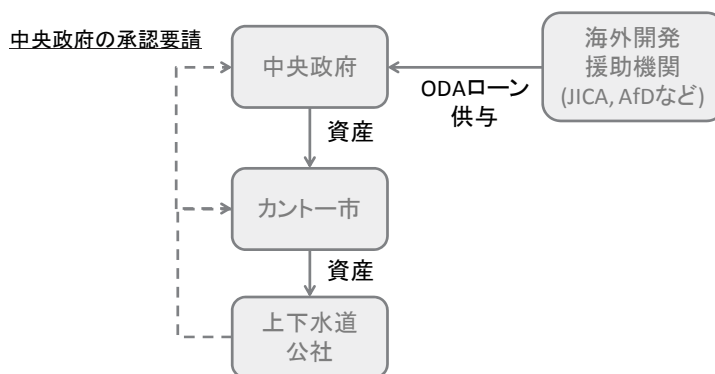 中央政府の承認要請
中央政府
海外開発
援助機関
(JICA, AfDなど)
ODAローン
供与
資産
カントー市
資産
上下水道
公社